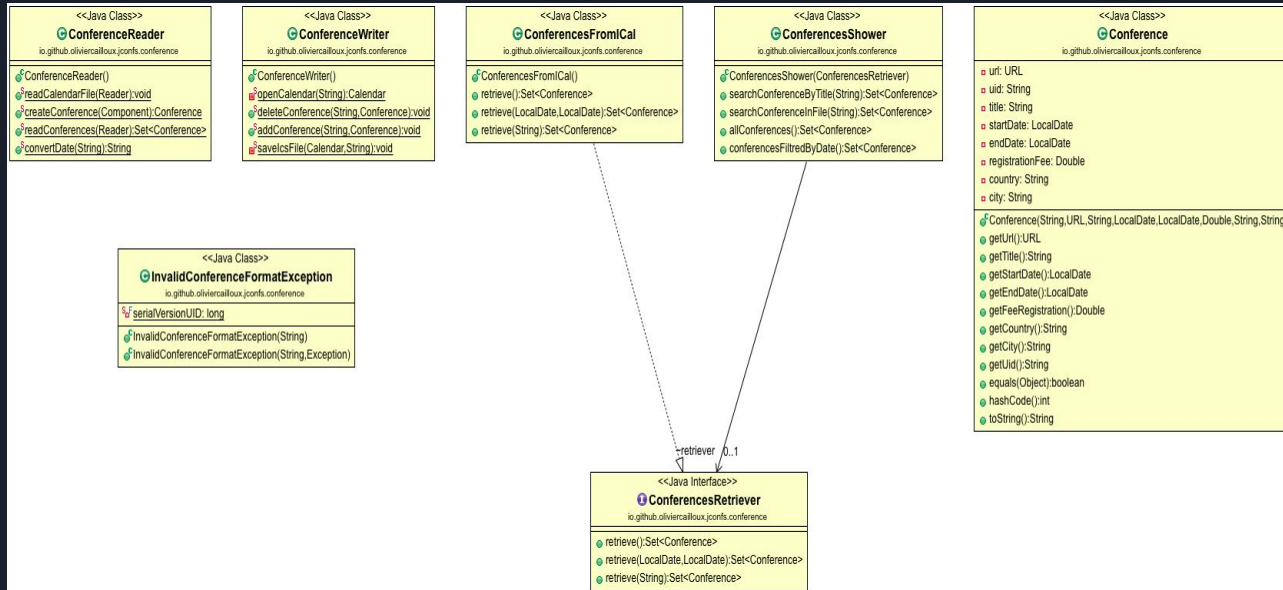 <<Java Class>>
ConferenceReader
io.github.oliviercailloux.jconfs.conference
ConferenceReader()
readCalendarFile(Reader):void
createConference(Component):Conference
readConferences(Reader):Set<Conference>
convertDate(String):String
<<Java Class>>
ConferenceWriter
io.github.oliviercailloux.jconfs.conference
ConferenceWriter()
openCalendar(String):Calendar
deleteConference(String,Conference):void
addConference(String,Conference):void
saveIcsFile(Calendar,String):void
<<Java Class>>
ConferencesFromICal
io.github.oliviercailloux.jconfs.conference
ConferencesFromICal()
retrieve():Set<Conference>
retrieve(LocalDate,LocalDate):Set<Conference>
retrieve(String):Set<Conference>
<<Java Class>>
ConferencesShower
io.github.oliviercailloux.jconfs.conference
ConferencesShower(ConferencesRetriever)
searchConferenceByTitle(String):Set<Conference>
searchConferenceInFile(String):Set<Conference>
allConferences():Set<Conference>
conferencesFiltredByDate():Set<Conference>
<<Java Class>>
Conference
io.github.oliviercailloux.jconfs.conference
url: URL
uid: String
title: String
startDate: LocalDate
endDate: LocalDate
registrationFee: Double
country: String
city: String
Conference(String,URL,String,LocalDate,LocalDate,Double,String,String
getUrl():URL
getTitle():String
getStartDate():LocalDate
getEndDate():LocalDate
getFeeRegistration():Double
getCountry():String
getCity():String
getUid():String
equals(Object):boolean
hashCode():int
toString():String
<<Java Class>>
InvalidConferenceFormatException
io.github.oliviercailloux.jconfs.conference
serialVersionUID: long
InvalidConferenceFormatException(String)
InvalidConferenceFormatException(String,Exception)
~retriever 0..1
<<Java Interface>>
ConferencesRetriever
io.github.oliviercailloux.jconfs.conference
retrieve():Set<Conference>
retrieve(LocalDate,LocalDate):Set<Conference>
retrieve(String):Set<Conference>